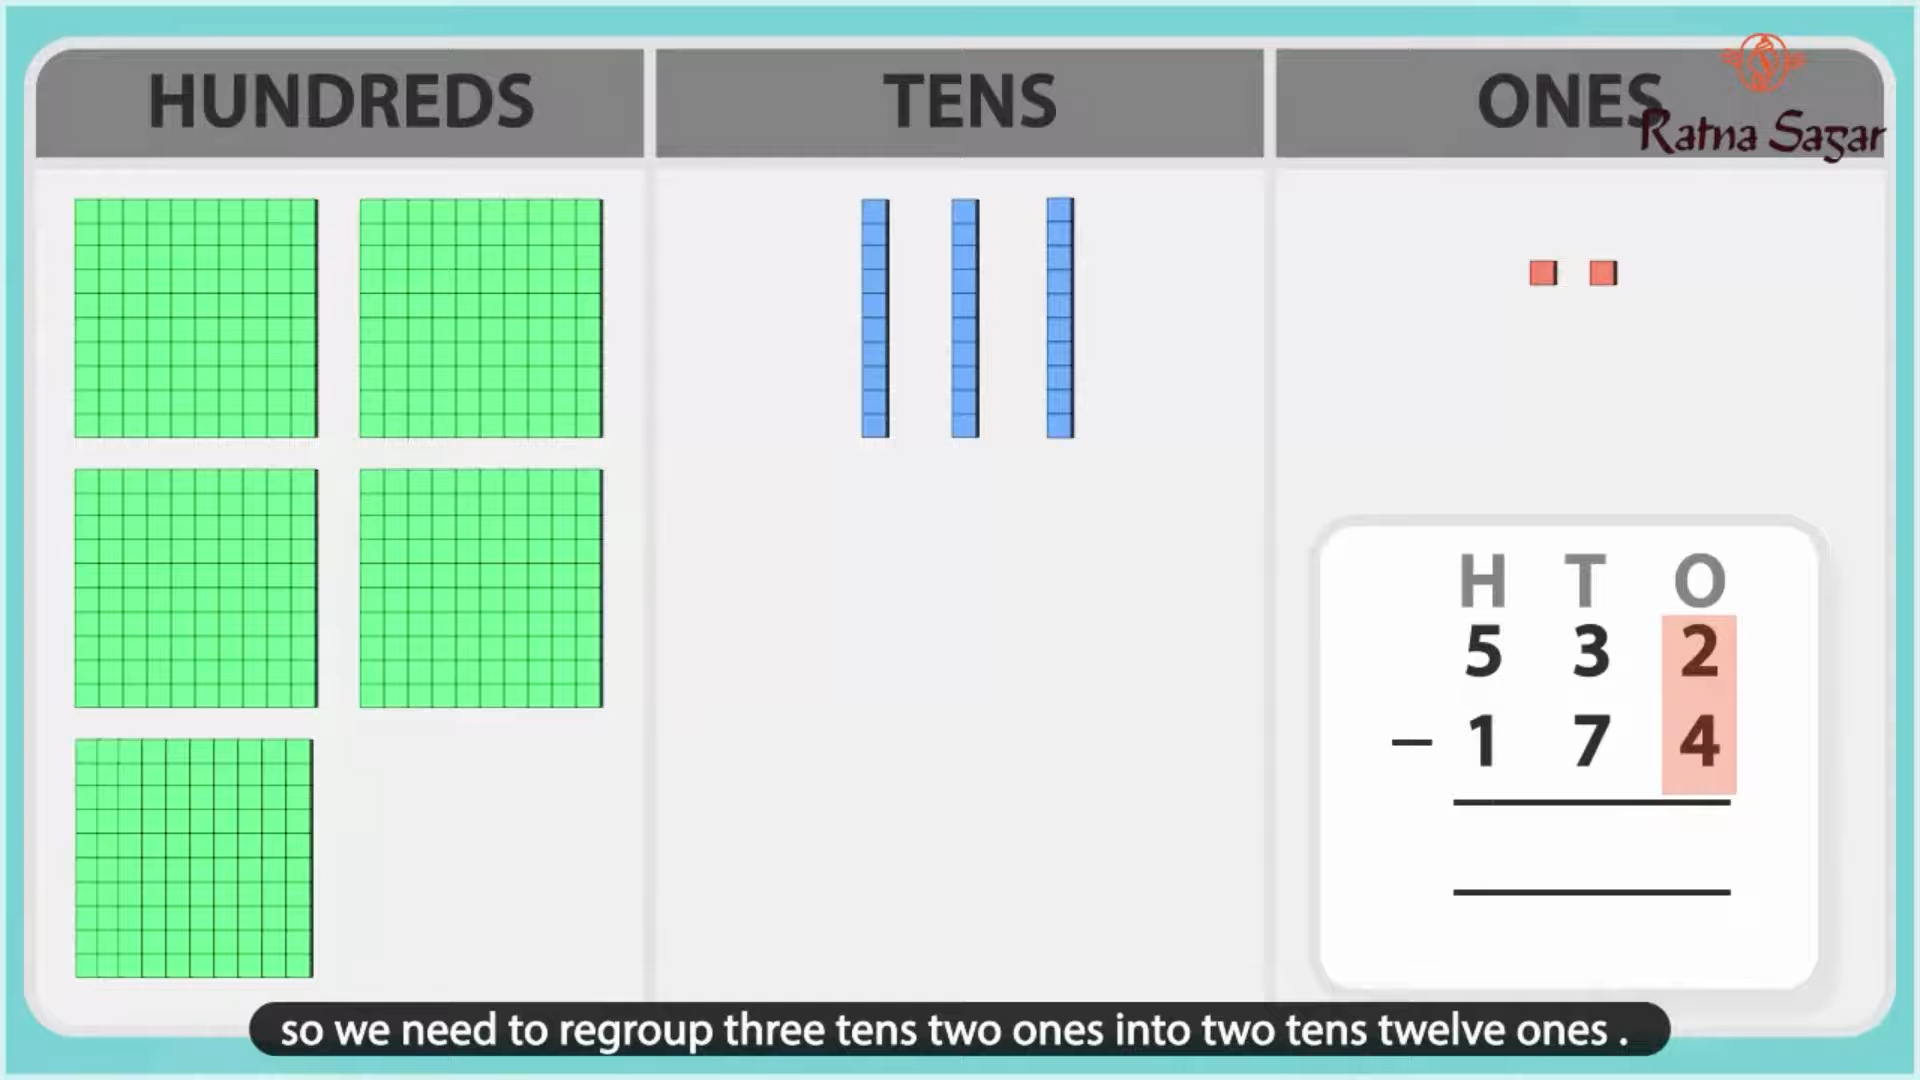 HUNDREDS TENS ONES
Ratna Sagar
H T O
5 3 2
– 1 7 4
so we need to regroup three tens two ones into two tens twelve ones .